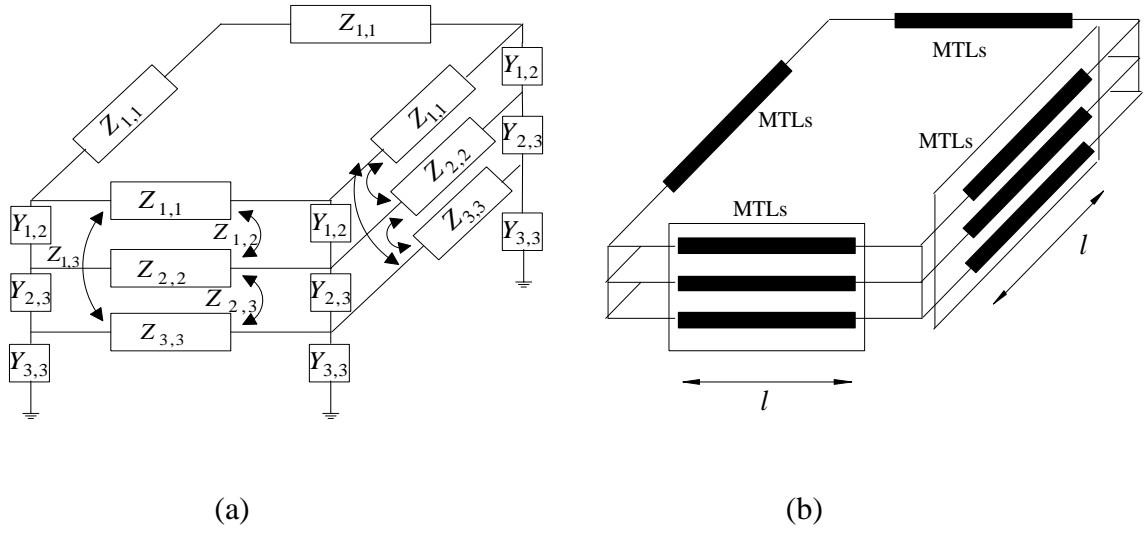 Z1,1
Z1,1
Z1,1
Y1,2
Z2,2
Y2,3
Z3,3
Y3,3
Z1,1
Y1,2
Z1,2
Y1,2
Z1,3
Z2,2
Y2,3
Z2,3
Y2,3
Z3,3
Y3,3
Y3,3
(a)
MTLs
MTLs
MTLs
MTLs
l
l
(b)